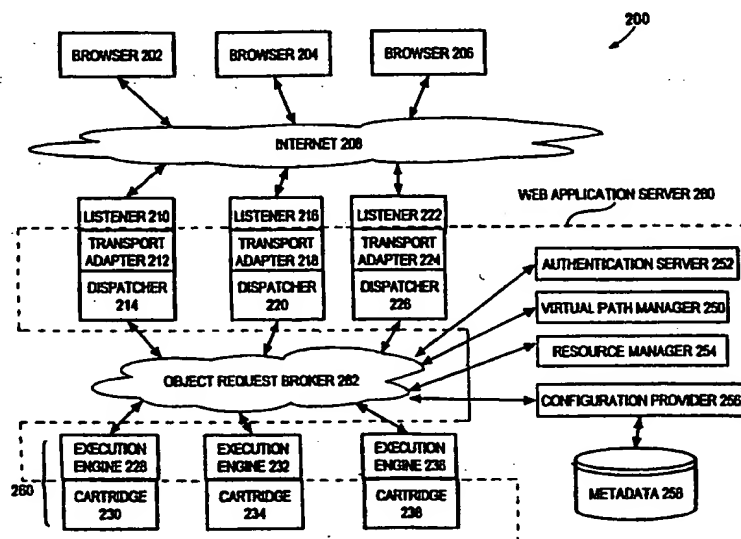 200
BROWSER 202
BROWSER 204
BROWSER 206
INTERNET 208
WEB APPLICATION SERVER 280
LISTENER 210
LISTENER 216
LISTENER 222
TRANSPORT
ADAPTER 212
TRANSPORT
ADAPTER 218
TRANSPORT
ADAPTER 224
DISPATCHER
214
DISPATCHER
220
DISPATCHER
226
AUTHENTICATION SERVER 252
VIRTUAL PATH MANAGER 250
RESOURCE MANAGER 254
CONFIGURATION PROVIDER 256
OBJECT REQUEST BROKER 282
EXECUTION
ENGINE 228
EXECUTION
ENGINE 232
EXECUTION
ENGINE 236
260
CARTRIDGE
230
CARTRIDGE
234
CARTRIDGE
238
METADATA 258